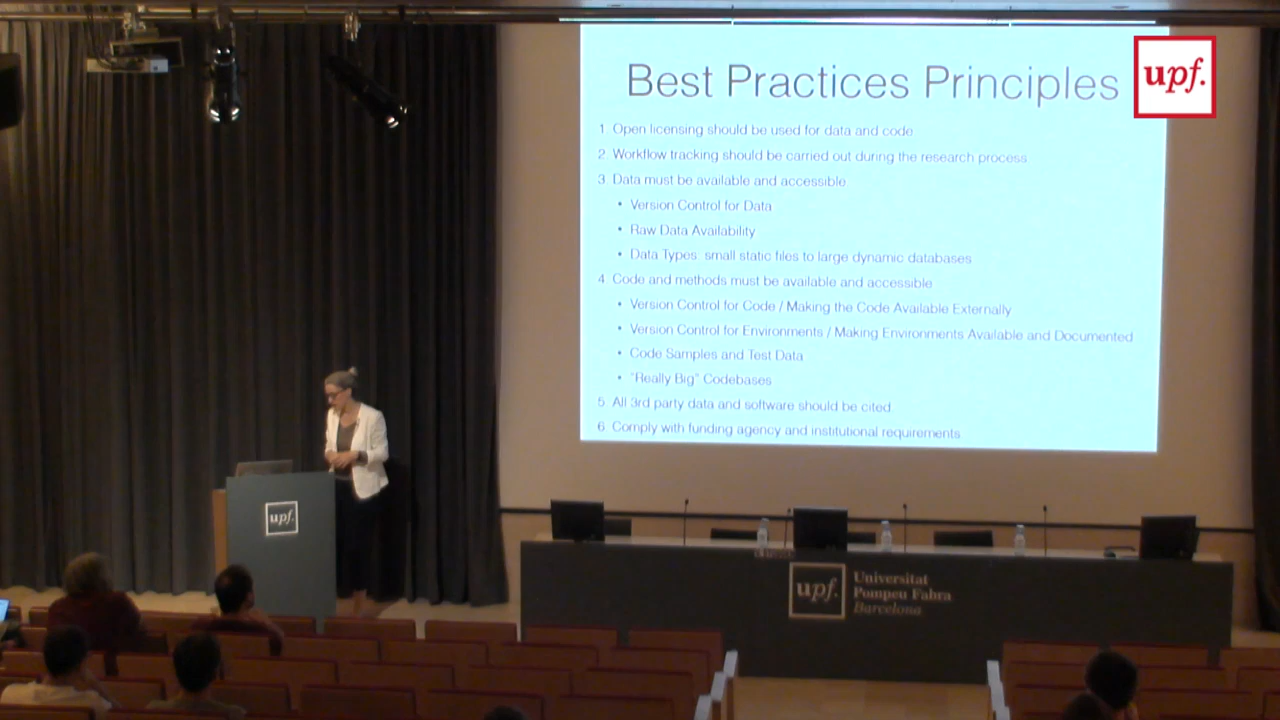 Best Practices Principles
upf.
1. Open licensing should be used for data and code
2. Workflow tracking should be carried out during the research process
3. Data must be available and accessible
• Version Control for Data
• Raw Data Availability
• Data Types: small static files to large dynamic databases
4. Code and methods must be available and accessible
• Version Control for Code / Making the Code Available Externally
• Version Control for Environments / Making Environments Available and Documented
• Code Samples and Test Data
• "Really Big" Codebases
5. All 3rd party data and software should be cited
6. Comply with funding agency and institutional requirements
upf.
upf.
Universitat
Pompeu Fabra
Barcelona